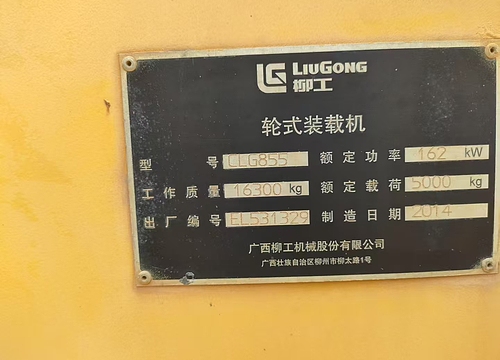 LIUGONG
柳工
轮式装载机
型 号 CLG855 额定功率 162 kW
工作质量 16300 kg 额定载荷 5000 kg
出厂编号 EL531329 制造日期 2014
广西柳工机械股份有限公司
广西壮族自治区柳州市柳太路1号